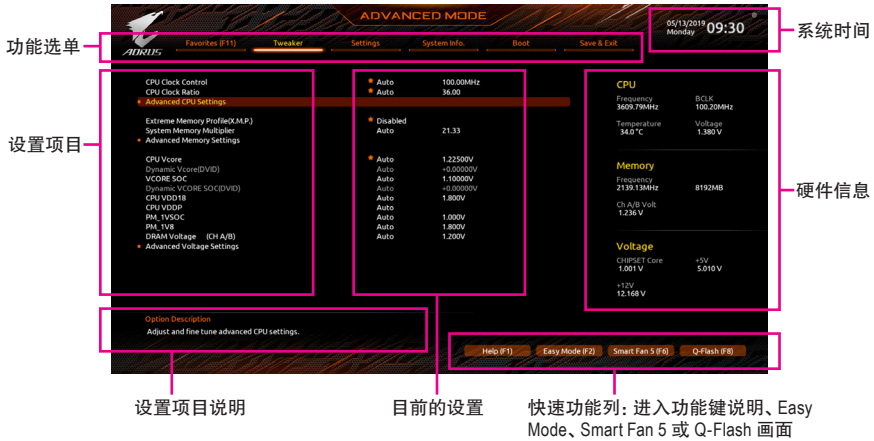 ADVANCED MODE
05/13/2019
Monday
09:30
系统时间
AORUS
功能选单
Favorites (F11)
Tweaker
Settings
System Info.
Boot
Save & Exit
设置项目
CPU Clock Control Auto 100.00MHz
CPU Clock Ratio Auto 36.00
Advanced CPU Settings
Extreme Memory Profile(X.M.P.) Disabled
System Memory Multiplier Auto 21.33
Advanced Memory Settings
CPU Vcore Auto 1.22500V
Dynamic Vcore(DVID) Auto +0.00000V
VCORE SOC Auto 1.10000V
Dynamic VCORE SOC(DVID) Auto +0.00000V
CPU VDD18 Auto 1.800V
CPU VDDP Auto
PM_1VSOC Auto 1.000V
PM_1V8 Auto 1.800V
DRAM Voltage (CH A/B) Auto 1.200V
Advanced Voltage Settings
CPU
Frequency BCLK
3609.79MHz 100.20MHz
Temperature Voltage
34.0 °C 1.380 V
Memory
Frequency
2139.13MHz 8192MB
Ch A/B Volt
1.236 V
Voltage
CHIPSET Core +5V
1.001 V 5.010 V
+12V
12.168 V
硬件信息
Option Description
Adjust and fine tune advanced CPU settings.
Help (F1)
Easy Mode (F2)
Smart Fan 5 (F6)
Q-Flash (F8)
设置项目说明
目前的设置
快速功能列: 进入功能键说明、Easy
Mode、Smart Fan 5 或 Q-Flash 画面